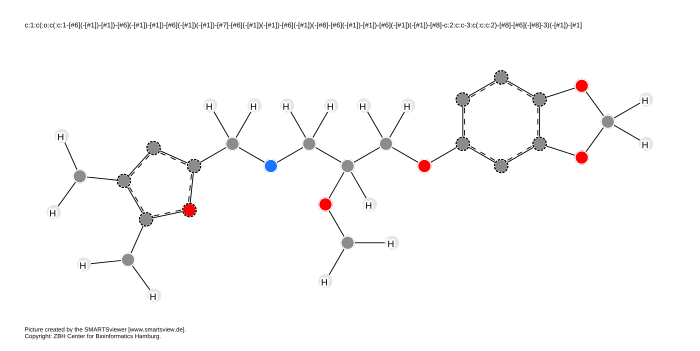 c:1:c(:o:c(:c:1-[#6](-[#1])-[#1])-[#6](-[#1])-[#1])-[#6](-[#1])(-[#1])-[#7]-[#6](-[#1])(-[#1])-[#6](-[#1])(-[#8]-[#6](-[#1])-[#1])-[#6](-[#1])(-[#1])-[#8]-c:2:c:c-3:c(:c:c:2)-[#8]-[#6](-[#8]-3)(-[#1])-[#1]
H H H H H H H
H
H
H
H
H
H
H
H
Picture created by the SMARTSviewer [www.smartsview.de].
Copyright: ZBH Center for Bioinformatics Hamburg.